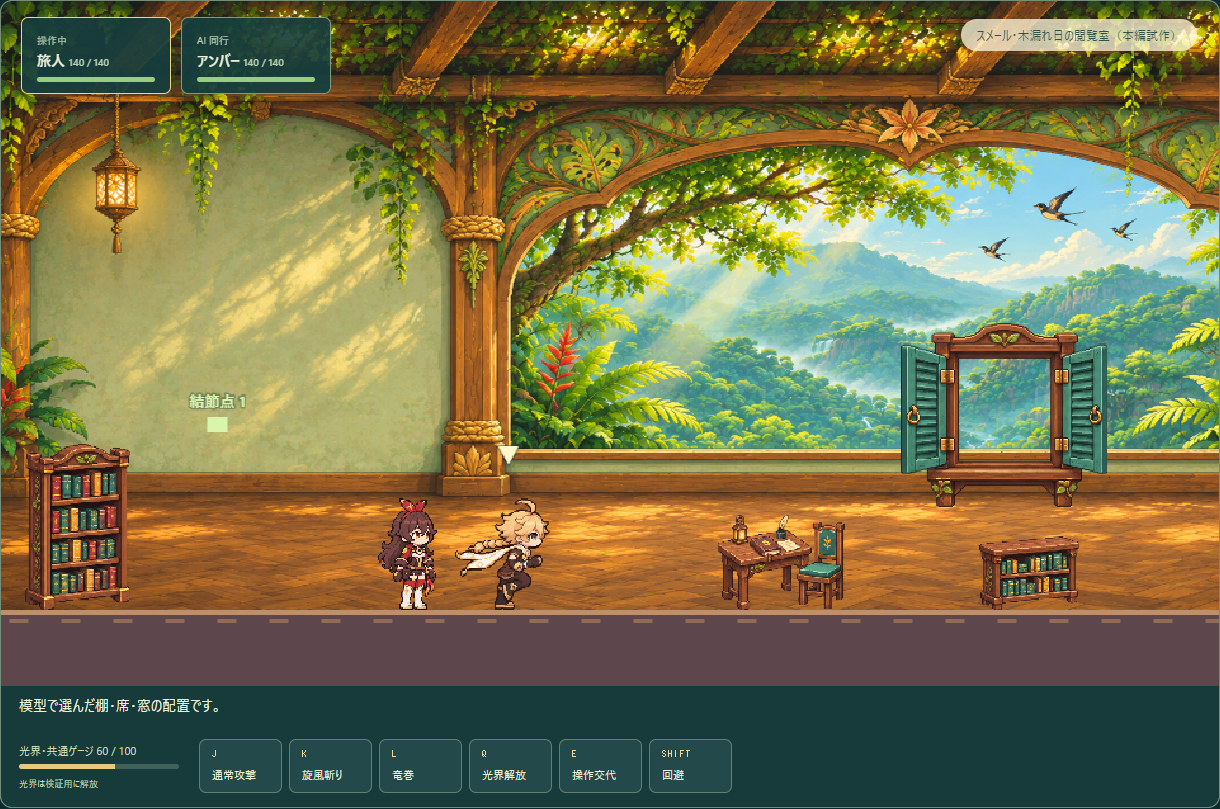 操作中
旅人 140 / 140
AI 同行
アンバー 140 / 140
スメール・木漏れ日の閲覧室（本編試作）
結節点 1
模型で選んだ棚・席・窓の配置です。
光界・共通ゲージ 60 / 100
光界は検証用に解放
J
通常攻撃
K
旋風斬り
L
竜巻
Q
光界解放
E
操作交代
SHIFT
回避